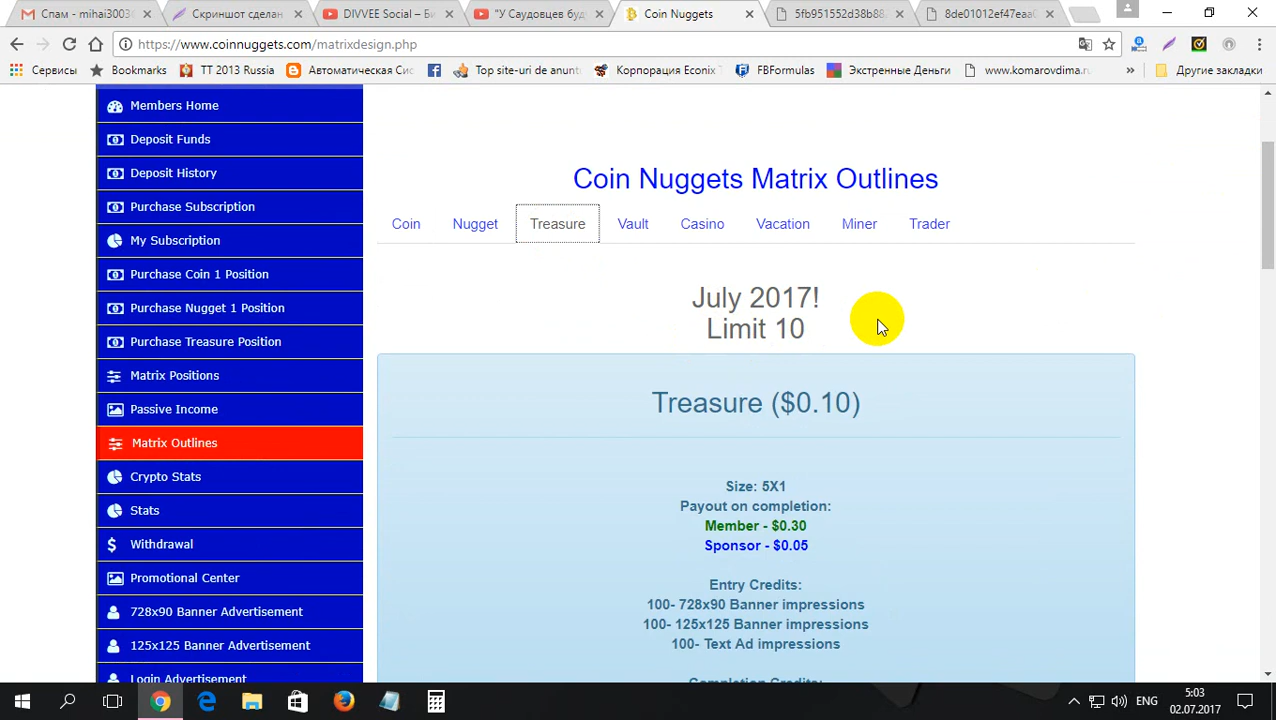 Спам - mihai3003
Скриншот сделан
DIVVEE Social – Би
"У Саудовцев буд
Coin Nuggets
5fb951552d38b88
8de01012ef47eaa0
https://www.coinnuggets.com/matrixdesign.php
Сервисы
Bookmarks
TT 2013 Russia
Автоматическая Сис
Top site-uri de anunt
Корпорация Econix
FBFormulas
Экстренные Деньги
www.komarovdima.r
Другие закладки
Members Home
Deposit Funds
Deposit History
Purchase Subscription
My Subscription
Purchase Coin 1 Position
Purchase Nugget 1 Position
Purchase Treasure Position
Matrix Positions
Passive Income
Matrix Outlines
Crypto Stats
Stats
Withdrawal
Promotional Center
728x90 Banner Advertisement
125x125 Banner Advertisement
Login Advertisement
Coin Nuggets Matrix Outlines
Coin Nugget Treasure Vault Casino Vacation Miner Trader
July 2017!
Limit 10
Treasure ($0.10)
Size: 5X1
Payout on completion:
Member - $0.30
Sponsor - $0.05
Entry Credits:
100- 728x90 Banner impressions
100- 125x125 Banner impressions
100- Text Ad impressions
Completion Credits:
ENG
5:03
02.07.2017